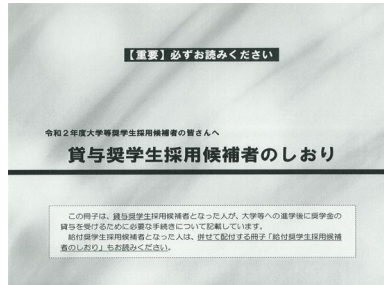 【重要】必ずお読みください
令和２年度大学等奨学生採用候補者の皆さんへ
貸与奨学生採用候補者のしおり
この冊子は、貸与奨学生採用候補者となった人が、大学等への進学後に奨学金の
貸与を受けるために必要な手続きについて記載しています。
給付奨学生採用候補者となった人は、併せて配付する冊子「給付奨学生採用候補
者のしおり」もお読みください。